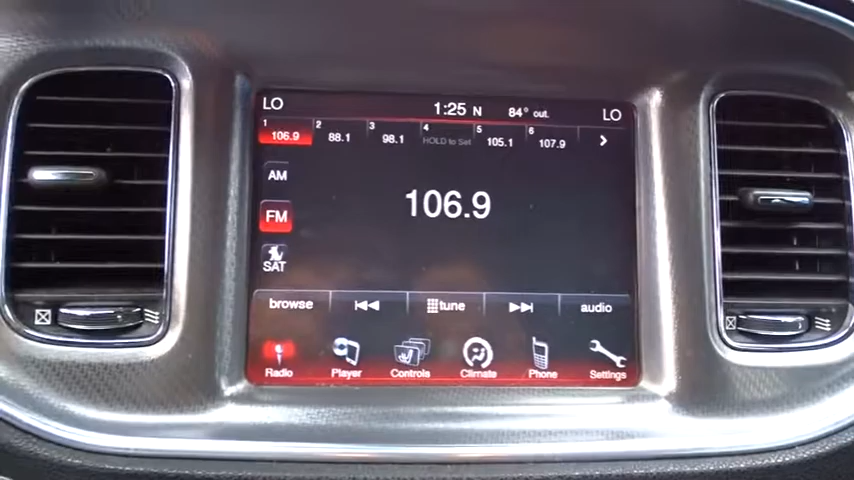 LO 1:25 N 84° out. LO
1 2 3 4 5 6
106.9 88.1 98.1 HOLD to Set 105.1 107.9
AM
106.9
FM
SAT
browse tune audio
Radio Player Controls Climate Phone Settings